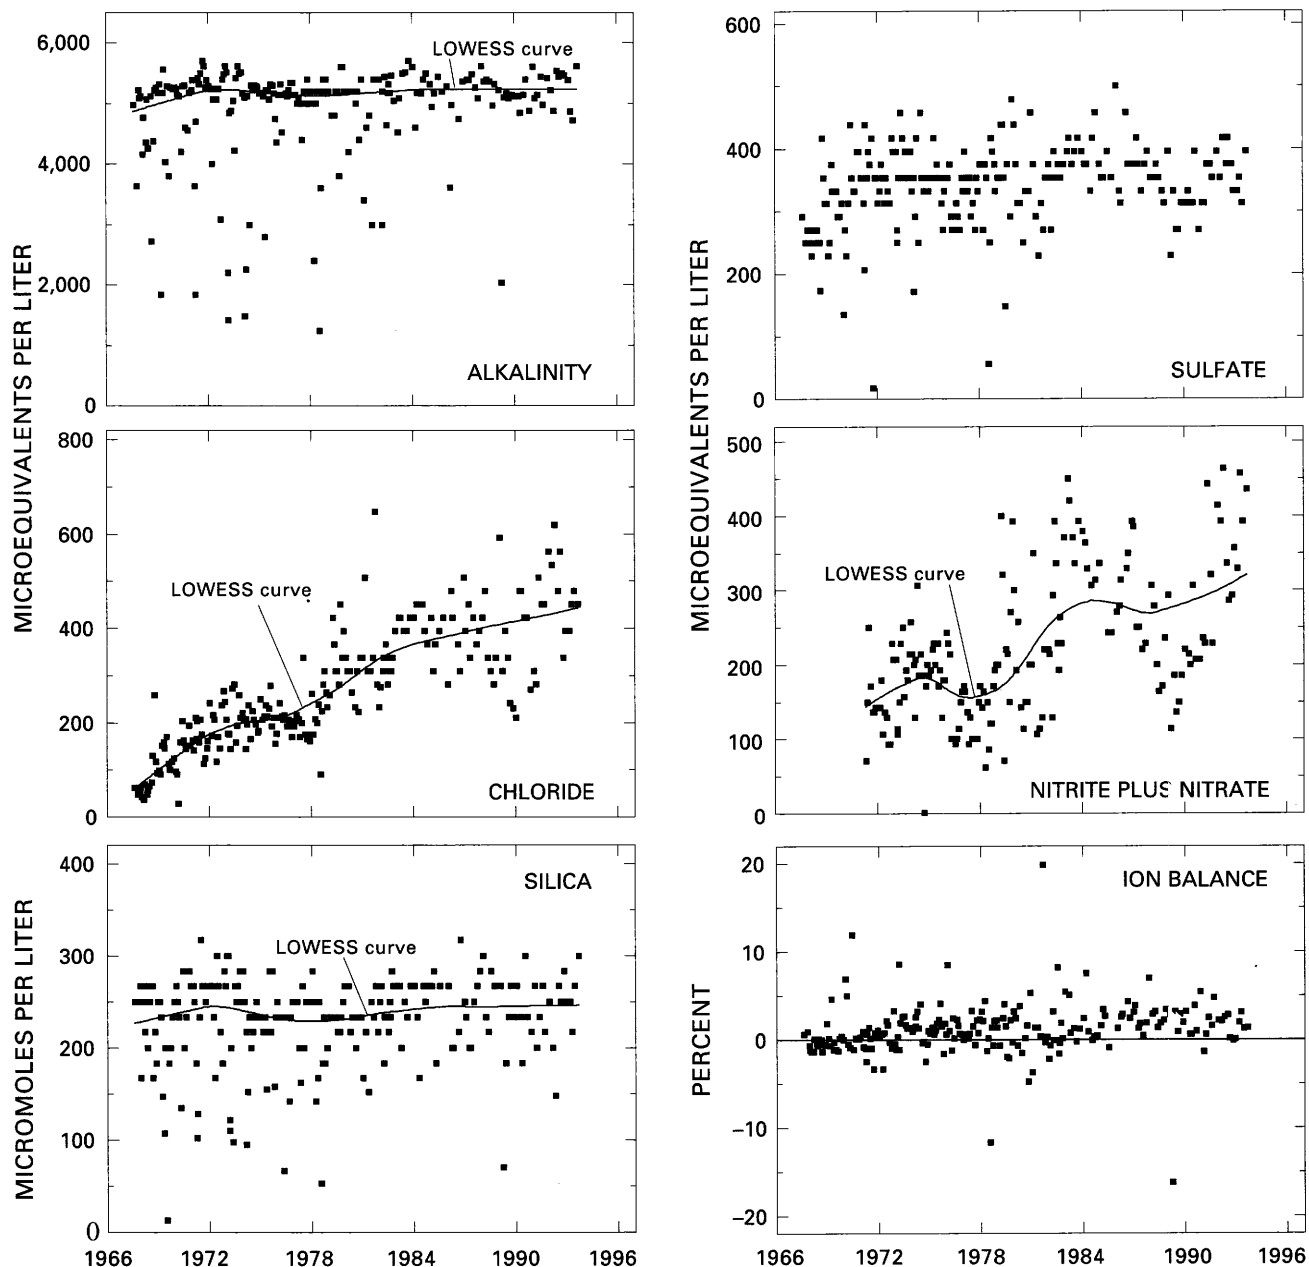 MICROEQUIVALENTS PER LITER
6,000
4,000
2,000
0
LOWESS curve
ALKALINITY
MICROEQUIVALENTS PER LITER
600
400
200
0
SULFATE
800
600
400
200
0
LOWESS curve
CHLORIDE
500
400
300
200
100
0
LOWESS curve
NITRITE PLUS NITRATE
MICROMOLES PER LITER
400
300
200
100
0
SILICA
LOWESS curve
1966 1972 1978 1984 1990 1996
PERCENT
20
10
0
−10
−20
ION BALANCE
1966 1972 1978 1984 1990 1996